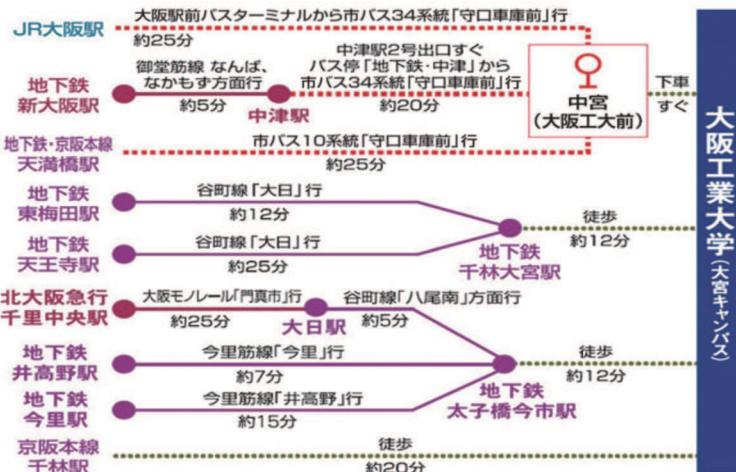 JR大阪駅
大阪駅前バスターミナルから市バス34系統「守口車庫前」行
約25分
地下鉄
新大阪駅
御堂筋線 なんば、
なかもず方面行
約5分
中津駅
中津駅2号出口すぐ
バス停「地下鉄・中津」から
市バス34系統「守口車庫前」行
約20分
中宮
(大阪工大前)
下車
すぐ
地下鉄・京阪本線
天満橋駅
市バス10系統「守口車庫前」行
約25分
地下鉄
東梅田駅
谷町線「大日」行
約12分
地下鉄
天王寺駅
谷町線「大日」行
約25分
地下鉄
千林大宮駅
徒歩
約12分
北大阪急行
千里中央駅
大阪モノレール「門真市」行
約25分
大日駅
谷町線「八尾南」方面行
約5分
地下鉄
井高野駅
今里筋線「今里」行
約7分
地下鉄
今里駅
今里筋線「井高野」行
約15分
地下鉄
太子橋今市駅
徒歩
約12分
京阪本線
千林駅
徒歩
約20分
大阪工業大学(大宮キャンパス)